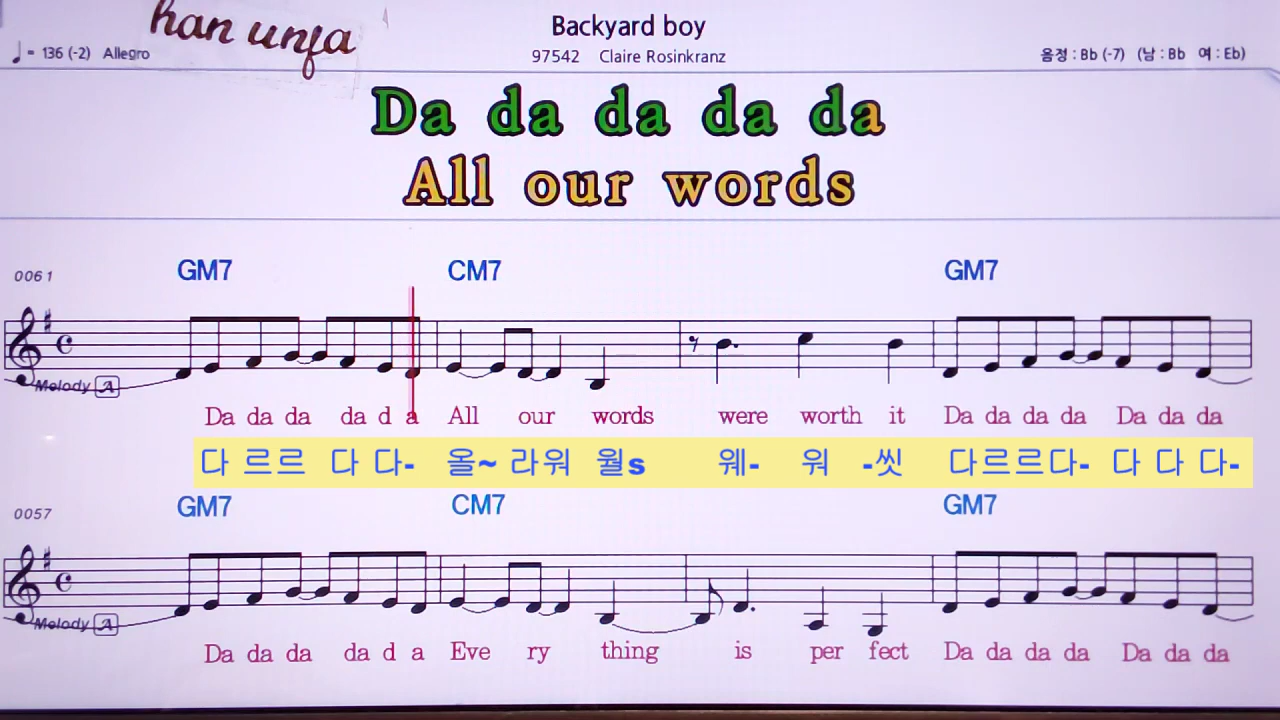 han unja
Backyard boy
♩= 136 (-2) Allegro
97542 Claire Rosinkranz
음정 : Bb (-7) (남 : Bb 여 : Eb)
Da da da da da
All our words
0061 GM7 CM7 GM7
Melody A
Da da da da d a All our words were worth it Da da da da Da da da
다 르르 다 다- 올~ 라워 월s 웨- 워 -씻 다르르다- 다 다 다-
0057 GM7 CM7 GM7
Melody A
Da da da da d a Eve ry thing is per fect Da da da da Da da da